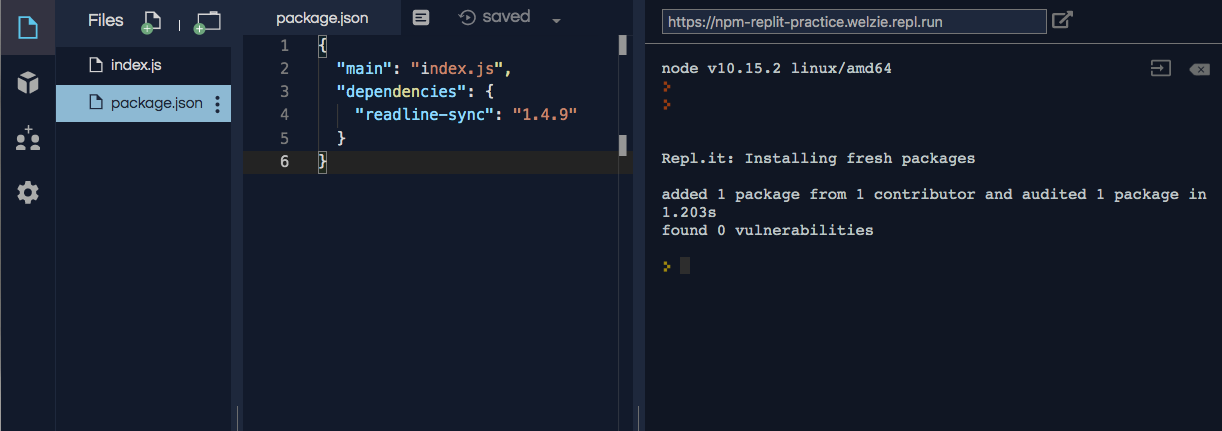 Files
index.js
package.json
package.json
saved
1 {
2 "main": "index.js",
3 "dependencies": {
4 "readline-sync": "1.4.9"
5 }
6 }
https://npm-replit-practice.welzie.repl.run
node v10.15.2 linux/amd64
>
>
Repl.it: Installing fresh packages
added 1 package from 1 contributor and audited 1 package in
1.203s
found 0 vulnerabilities
>